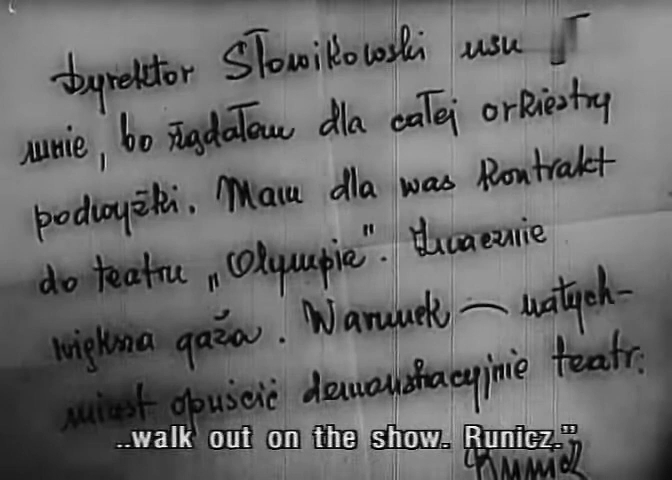 Dyrektor Słowikowski usu
mnie, bo żądałem dla całej orkiestry
podwyżki. Mam dla was kontrakt
do teatru „Olympia". Znacznie
większa gaża. Warunek — natych-
miast opuścić demonstracyjnie teatr.
..walk out on the show. Runicz."
Runicz